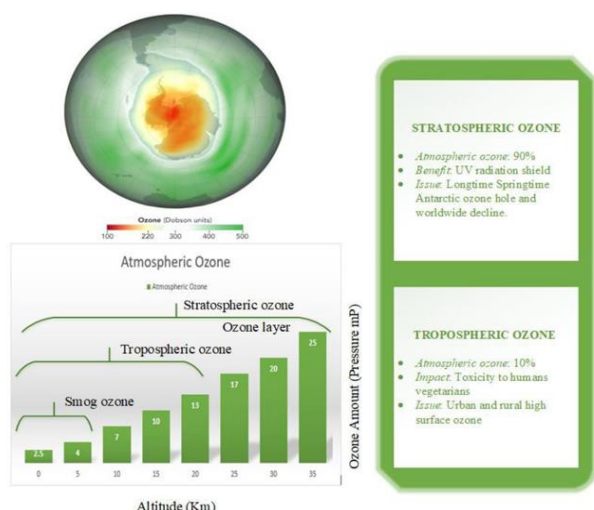 Ozone (Dobson units)
100 220 300 400 500
Atmospheric Ozone
Atmospheric Ozone
Stratospheric ozone
Ozone layer
Tropospheric ozone
Smog ozone
2.5 4 7 10 13 17 20 25
0 5 10 15 20 25 30 35
Altitude (Km)
Ozone Amount (Pressure mP)
STRATOSPHERIC OZONE
Atmospheric ozone: 90%
Benefit: UV radiation shield
Issue: Longtime Springtime
Antarctic ozone hole and
worldwide decline.
TROPOSPHERIC OZONE
Atmospheric ozone: 10%
Impact: Toxicity to humans
vegetarians
Issue: Urban and rural high
surface ozone